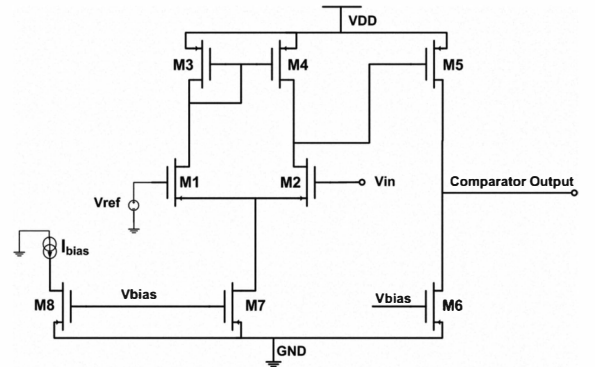 VDD
M3
M4
M5
M1
M2
Vin
Vref
Comparator Output
Ibias
M8
Vbias
M7
Vbias
M6
GND